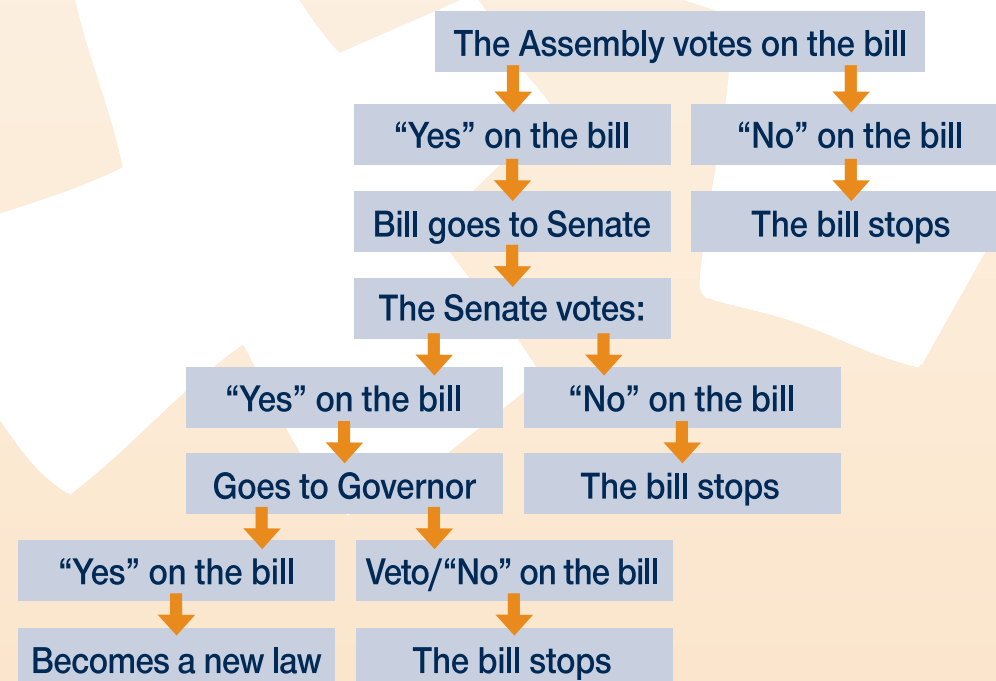 The Assembly votes on the bill
“Yes” on the bill
“No” on the bill
Bill goes to Senate
The bill stops
The Senate votes:
“Yes” on the bill
“No” on the bill
Goes to Governor
The bill stops
“Yes” on the bill
Veto/“No” on the bill
Becomes a new law
The bill stops